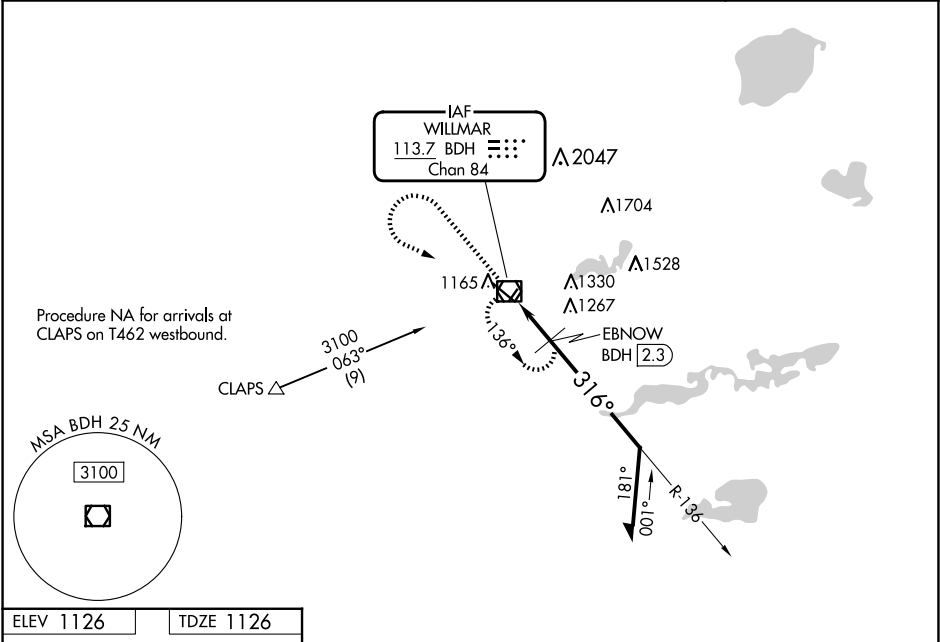 IAF
WILLMAR
113.7 BDH
Chan 84
2047
1704
1528
1165
1330
1267
Procedure NA for arrivals at
CLAPS on T462 westbound.
3100
063°
(9)
CLAPS
136°
EBNOW
BDH 2.3
316°
MSA BDH 25 NM
3100
181°
001°
R-136
ELEV 1126
TDZE 1126